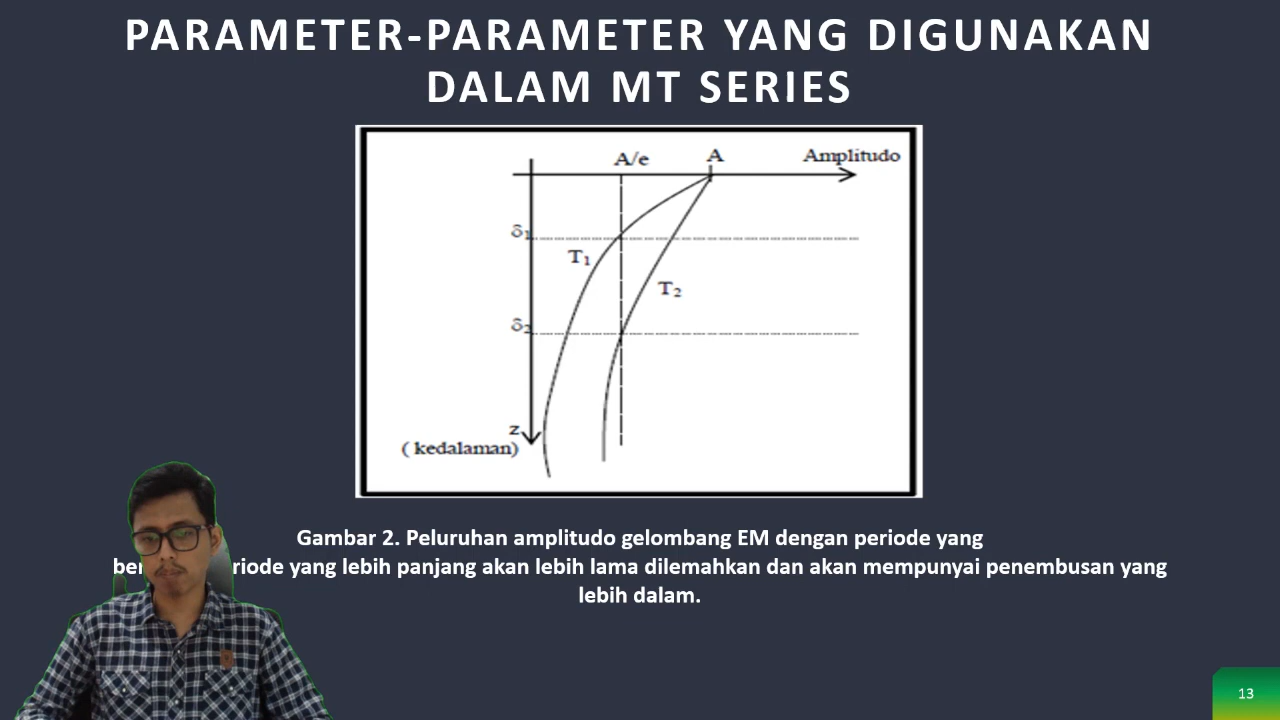 PARAMETER-PARAMETER YANG DIGUNAKAN
DALAM MT SERIES
A/e
A
Amplitudo
δ₁
T₁
T₂
δ₂
z
( kedalaman)
Gambar 2. Peluruhan amplitudo gelombang EM dengan periode yang
yang lebih panjang akan lebih lama dilemahkan dan akan mempunyai penembusan yang
lebih dalam.
13